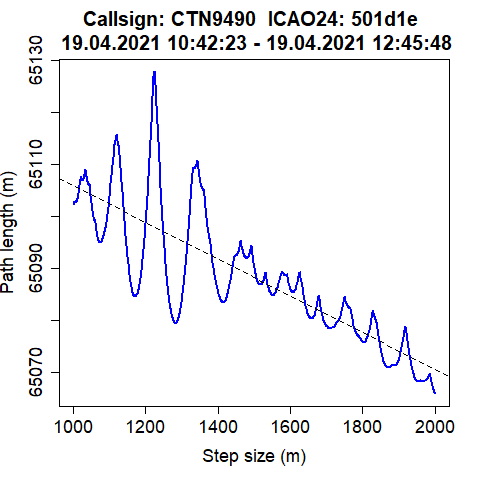 Callsign: CTN9490  ICAO24: 501d1e
19.04.2021 10:42:23 - 19.04.2021 12:45:48
Path length (m)
65130
65110
65090
65070
1000 1200 1400 1600 1800 2000
Step size (m)